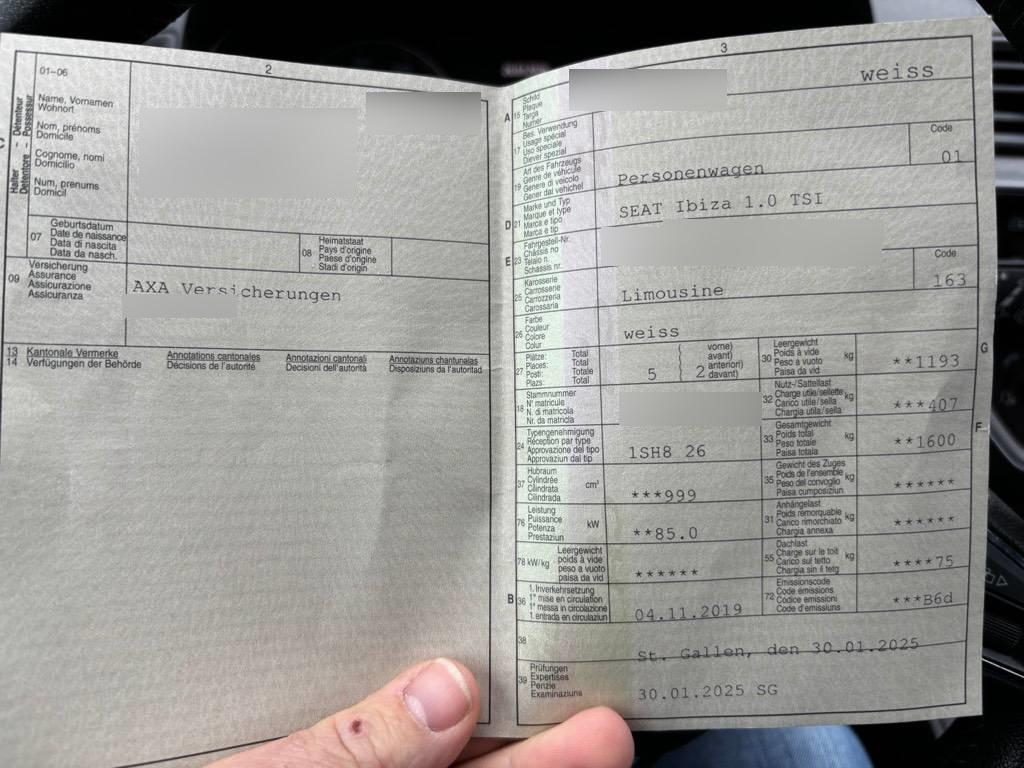 2
01–06
Halter - Détenteur
Detentore - Possessur
C
Name, Vornamen
Wohnort
Nom, prénoms
Domicile
Cognome, nomi
Domicilio
Num, prenums
Domicil
07
Geburtsdatum
Date de naissance
Data di nascita
Data da nasch.
08
Heimatstaat
Pays d'origine
Paese d'origine
Stadi d'origin
09
Versicherung
Assurance
Assicurazione
Assicuranza
AXA Versicherungen
13
14
Kantonale Vermerke
Verfügungen der Behörde
Annotations cantonales
Décisions de l'autorité
Annotazioni cantonali
Decisioni dell'autorità
Annotaziuns chantunalas
Disposiziuns da l'autoritad
3
A
15
Schild
Plaque
Targa
Numer
weiss
17
Bes. Verwendung
Usage spécial
Uso speciale
Diever spezial
19
Art des Fahrzeugs
Genre de véhicule
Genere di veicolo
Gener dal vehichel
Personenwagen
Code
01
D
21
Marke und Typ
Marque et type
Marca e tipo
Marca e tip
SEAT Ibiza 1.0 TSI
E
23
Fahrgestell-Nr.
Châssis no
Telaio n.
Schassis nr.
25
Karosserie
Carrosserie
Carrozzeria
Carossaria
Limousine
Code
163
26
Farbe
Couleur
Colore
Colur
weiss
27
Plätze: Total
Places: Total
Posti: Totale
Plazs: Total
5
vorne)
avant)
anteriori)
davant)
2
30
Leergewicht
Poids à vide
Peso a vuoto
Paisa da vid
kg
**1193
G
18
Stammnummer
N° matricule
N. di matricola
Nr. da matricla
32
Nutz-/Sattellast
Charge utile/sellette
Carico utile/sella
Chargia utila/sella
kg
***407
24
Typengenehmigung
Réception par type
Approvazione del tipo
Approvaziun dal tip
1SH8 26
33
Gesamtgewicht
Poids total
Peso totale
Paisa totala
kg
**1600
F
37
Hubraum
Cylindrée
Cilindrata
Cilindrada
cm³
***999
35
Gewicht des Zuges
Poids de l'ensemble
Peso del convoglio
Paisa cumposiziun
kg
******
76
Leistung
Puissance
Potenza
Prestaziun
kW
**85.0
31
Anhängelast
Poids remorquable
Carico rimorchiato
Chargia annexa
kg
******
78 kW/kg
Leergewicht
poids à vide
peso a vuoto
paisa da vid
******
55
Dachlast
Charge sur le toit
Carico sul tetto
Chargia sin il tetg
kg
****75
B
36
1. Inverkehrsetzung
1re mise en circulation
1a messa in circolazione
1. entrada en circulaziun
04.11.2019
72
Emissionscode
Code émissions
Codice emissioni
Code d'emissiuns
***B6d
38
St. Gallen, den 30.01.2025
39
Prüfungen
Expertises
Perizie
Examinaziuns
30.01.2025 SG